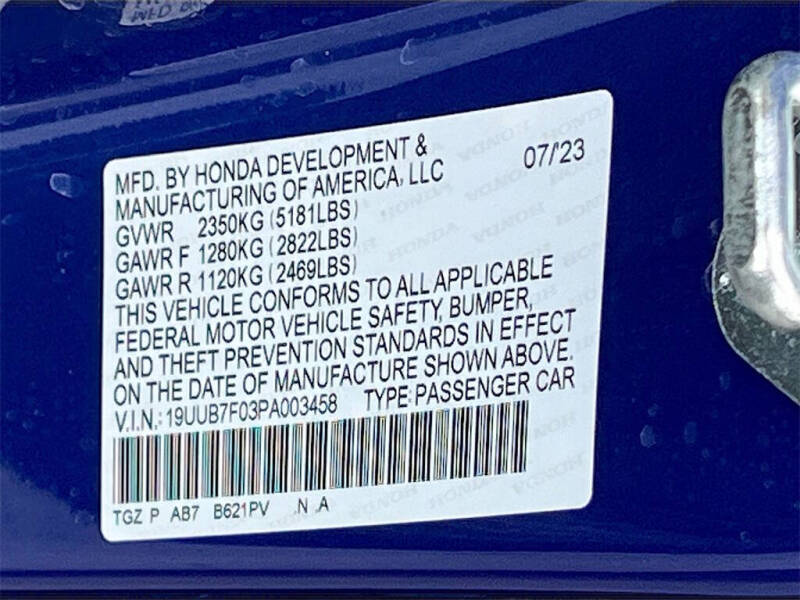 MFD. BY HONDA DEVELOPMENT &
MANUFACTURING OF AMERICA, LLC 07/'23
GVWR 2350KG (5181LBS)
GAWR F 1280KG (2822LBS)
GAWR R 1120KG (2469LBS)
THIS VEHICLE CONFORMS TO ALL APPLICABLE
FEDERAL MOTOR VEHICLE SAFETY, BUMPER,
AND THEFT PREVENTION STANDARDS IN EFFECT
ON THE DATE OF MANUFACTURE SHOWN ABOVE.
V.I.N.: 19UUB7F03PA003458 TYPE: PASSENGER CAR
TGZ P AB7 B621PV .N .A